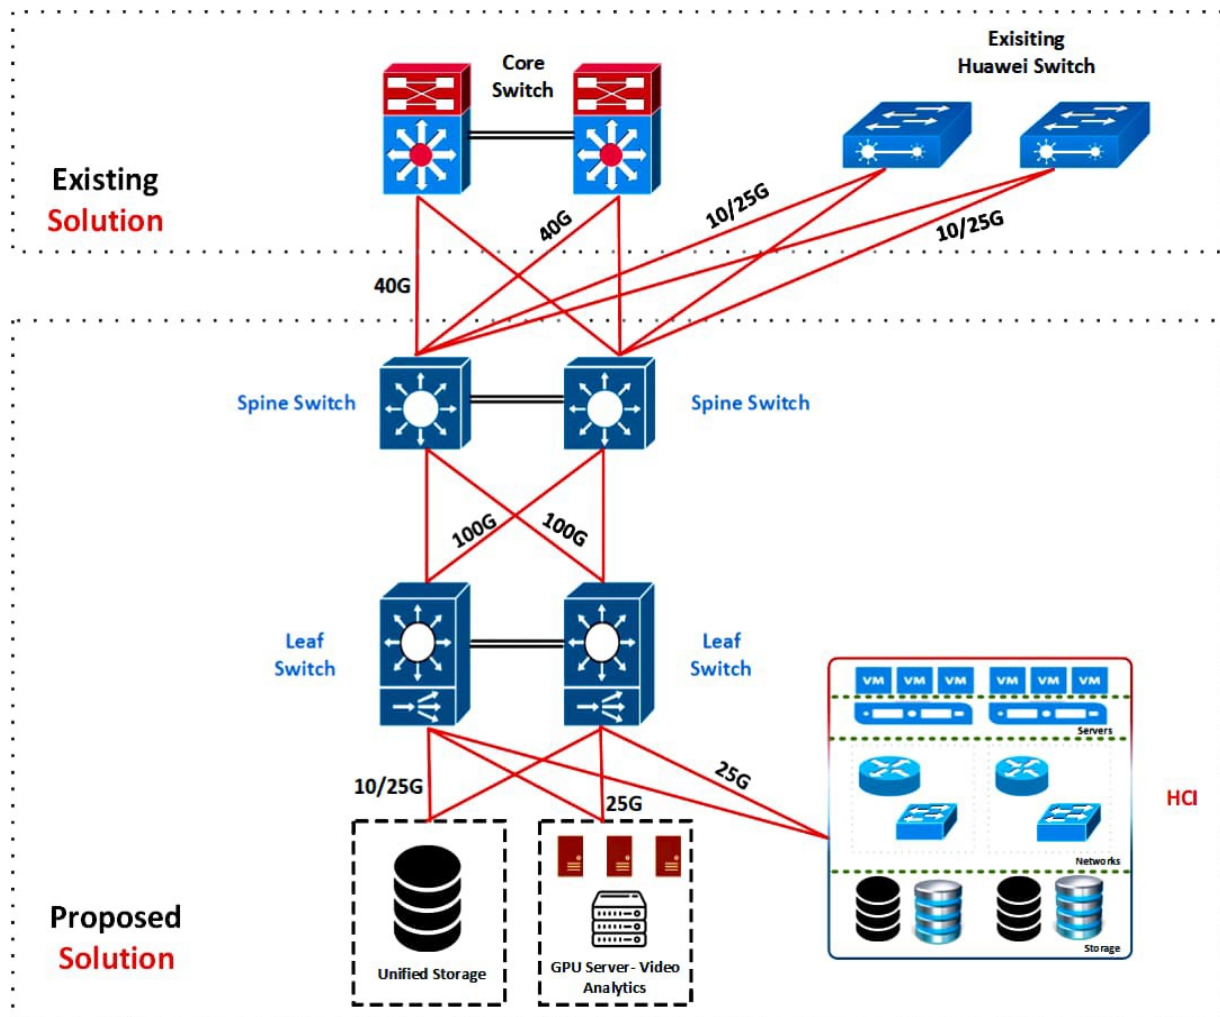 Core
Switch
Exisiting
Huawei Switch
Existing
Solution
10/25G
40G
10/25G
40G
Spine Switch
Spine Switch
100G
100G
Leaf
Switch
Leaf
Switch
VM
VM
VM
VM
VM
VM
Servers
25G
10/25G
25G
HCI
Networks
Proposed
Solution
Unified Storage
GPU Server- Video
Analytics
Storage